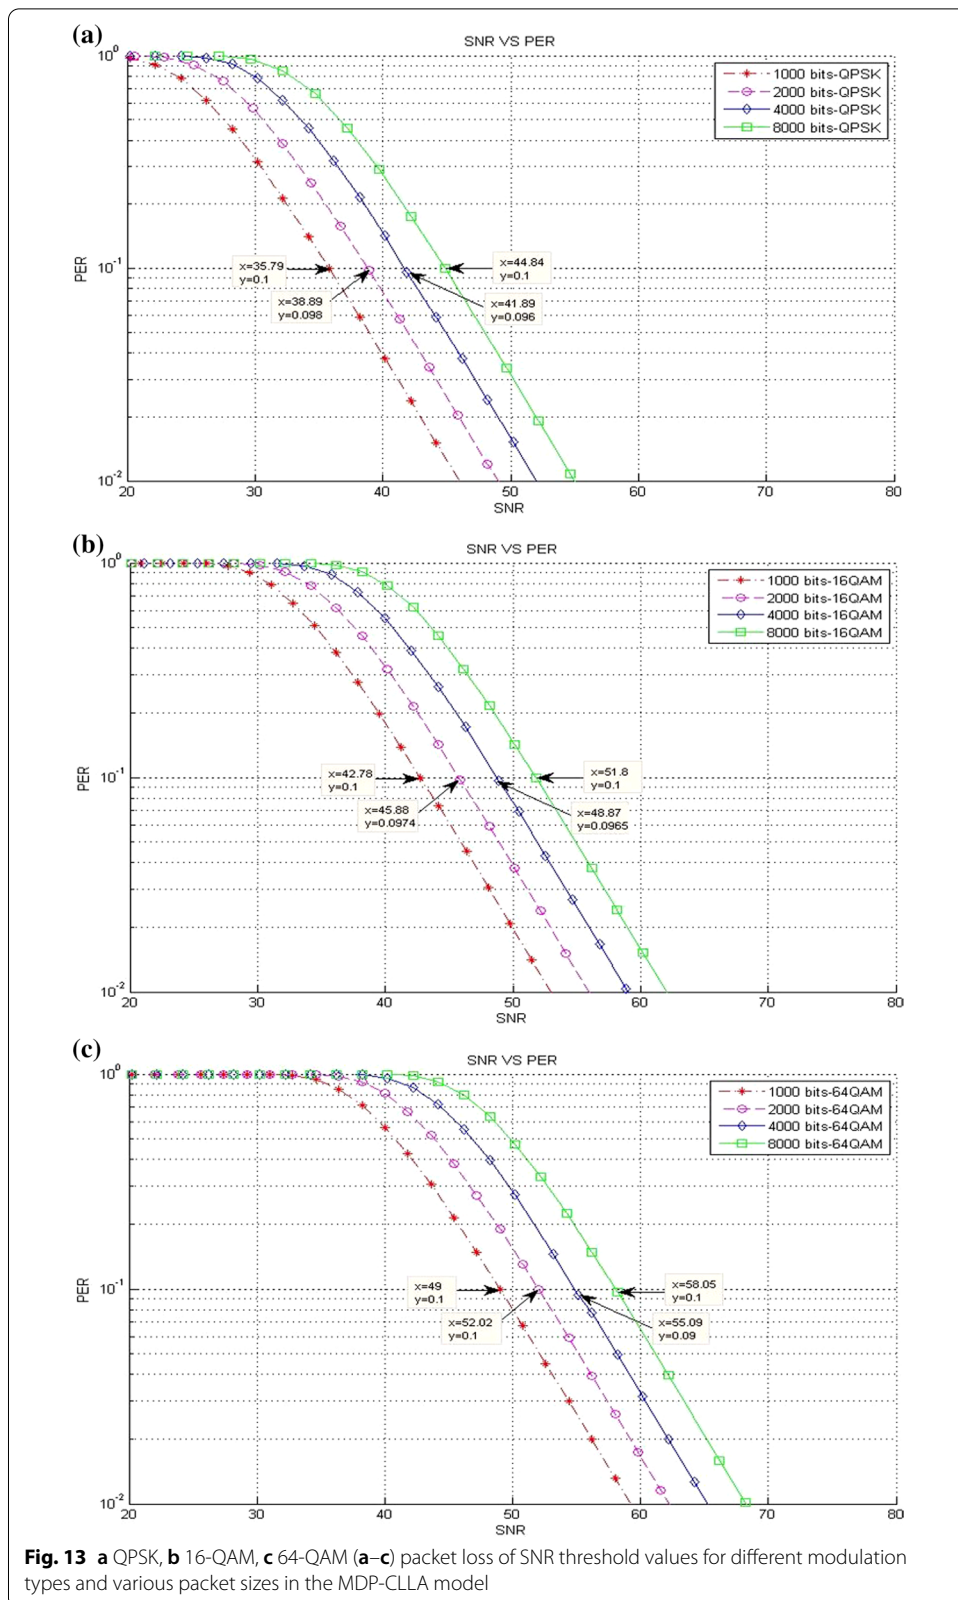 (a)
SNR VS PER
10^0
1000 bits-QPSK
2000 bits-QPSK
4000 bits-QPSK
8000 bits-QPSK
PER
10^-1
x=35.79
y=0.1
x=38.89
y=0.098
x=44.84
y=0.1
x=41.89
y=0.096
10^-2
20 30 40 50 60 70 80
SNR
(b)
SNR VS PER
10^0
1000 bits-16QAM
2000 bits-16QAM
4000 bits-16QAM
8000 bits-16QAM
PER
10^-1
x=42.78
y=0.1
x=45.88
y=0.0974
x=51.8
y=0.1
x=48.87
y=0.0965
10^-2
20 30 40 50 60 70 80
SNR
(c)
SNR VS PER
10^0
1000 bits-64QAM
2000 bits-64QAM
4000 bits-64QAM
8000 bits-64QAM
PER
10^-1
x=49
y=0.1
x=52.02
y=0.1
x=58.05
y=0.1
x=55.09
y=0.09
10^-2
20 30 40 50 60 70 80
SNR
Fig. 13 a QPSK, b 16-QAM, c 64-QAM (a–c) packet loss of SNR threshold values for different modulation
types and various packet sizes in the MDP-CLLA model